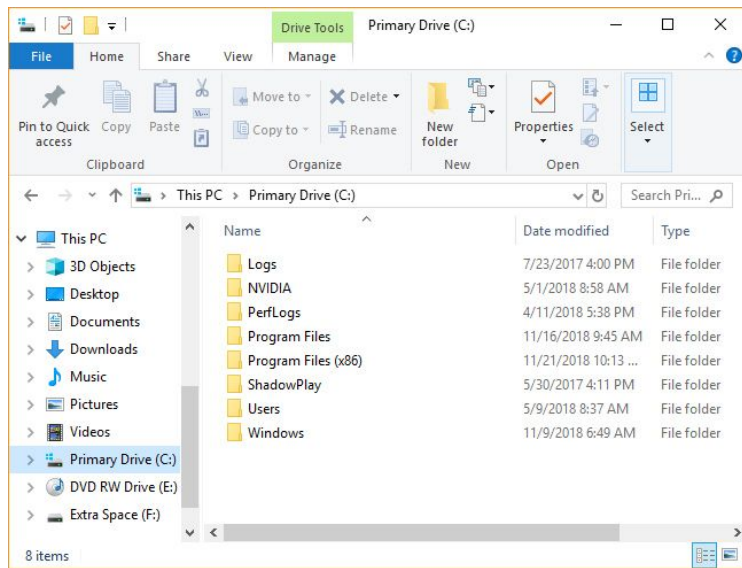 Drive Tools Primary Drive (C:)
File Home Share View Manage
Pin to Quick access Copy Paste
Move to Delete
Copy to Rename
New folder
Properties
Select
Clipboard Organize New Open
This PC > Primary Drive (C:)
Search Pri...
This PC
3D Objects
Desktop
Documents
Downloads
Music
Pictures
Videos
Primary Drive (C:)
DVD RW Drive (E:)
Extra Space (F:)
Name Date modified Type
Logs 7/23/2017 4:00 PM File folder
NVIDIA 5/1/2018 8:58 AM File folder
PerfLogs 4/11/2018 5:38 PM File folder
Program Files 11/16/2018 9:45 AM File folder
Program Files (x86) 11/21/2018 10:13 ... File folder
ShadowPlay 5/30/2017 4:11 PM File folder
Users 5/9/2018 8:37 AM File folder
Windows 11/9/2018 6:49 AM File folder
8 items